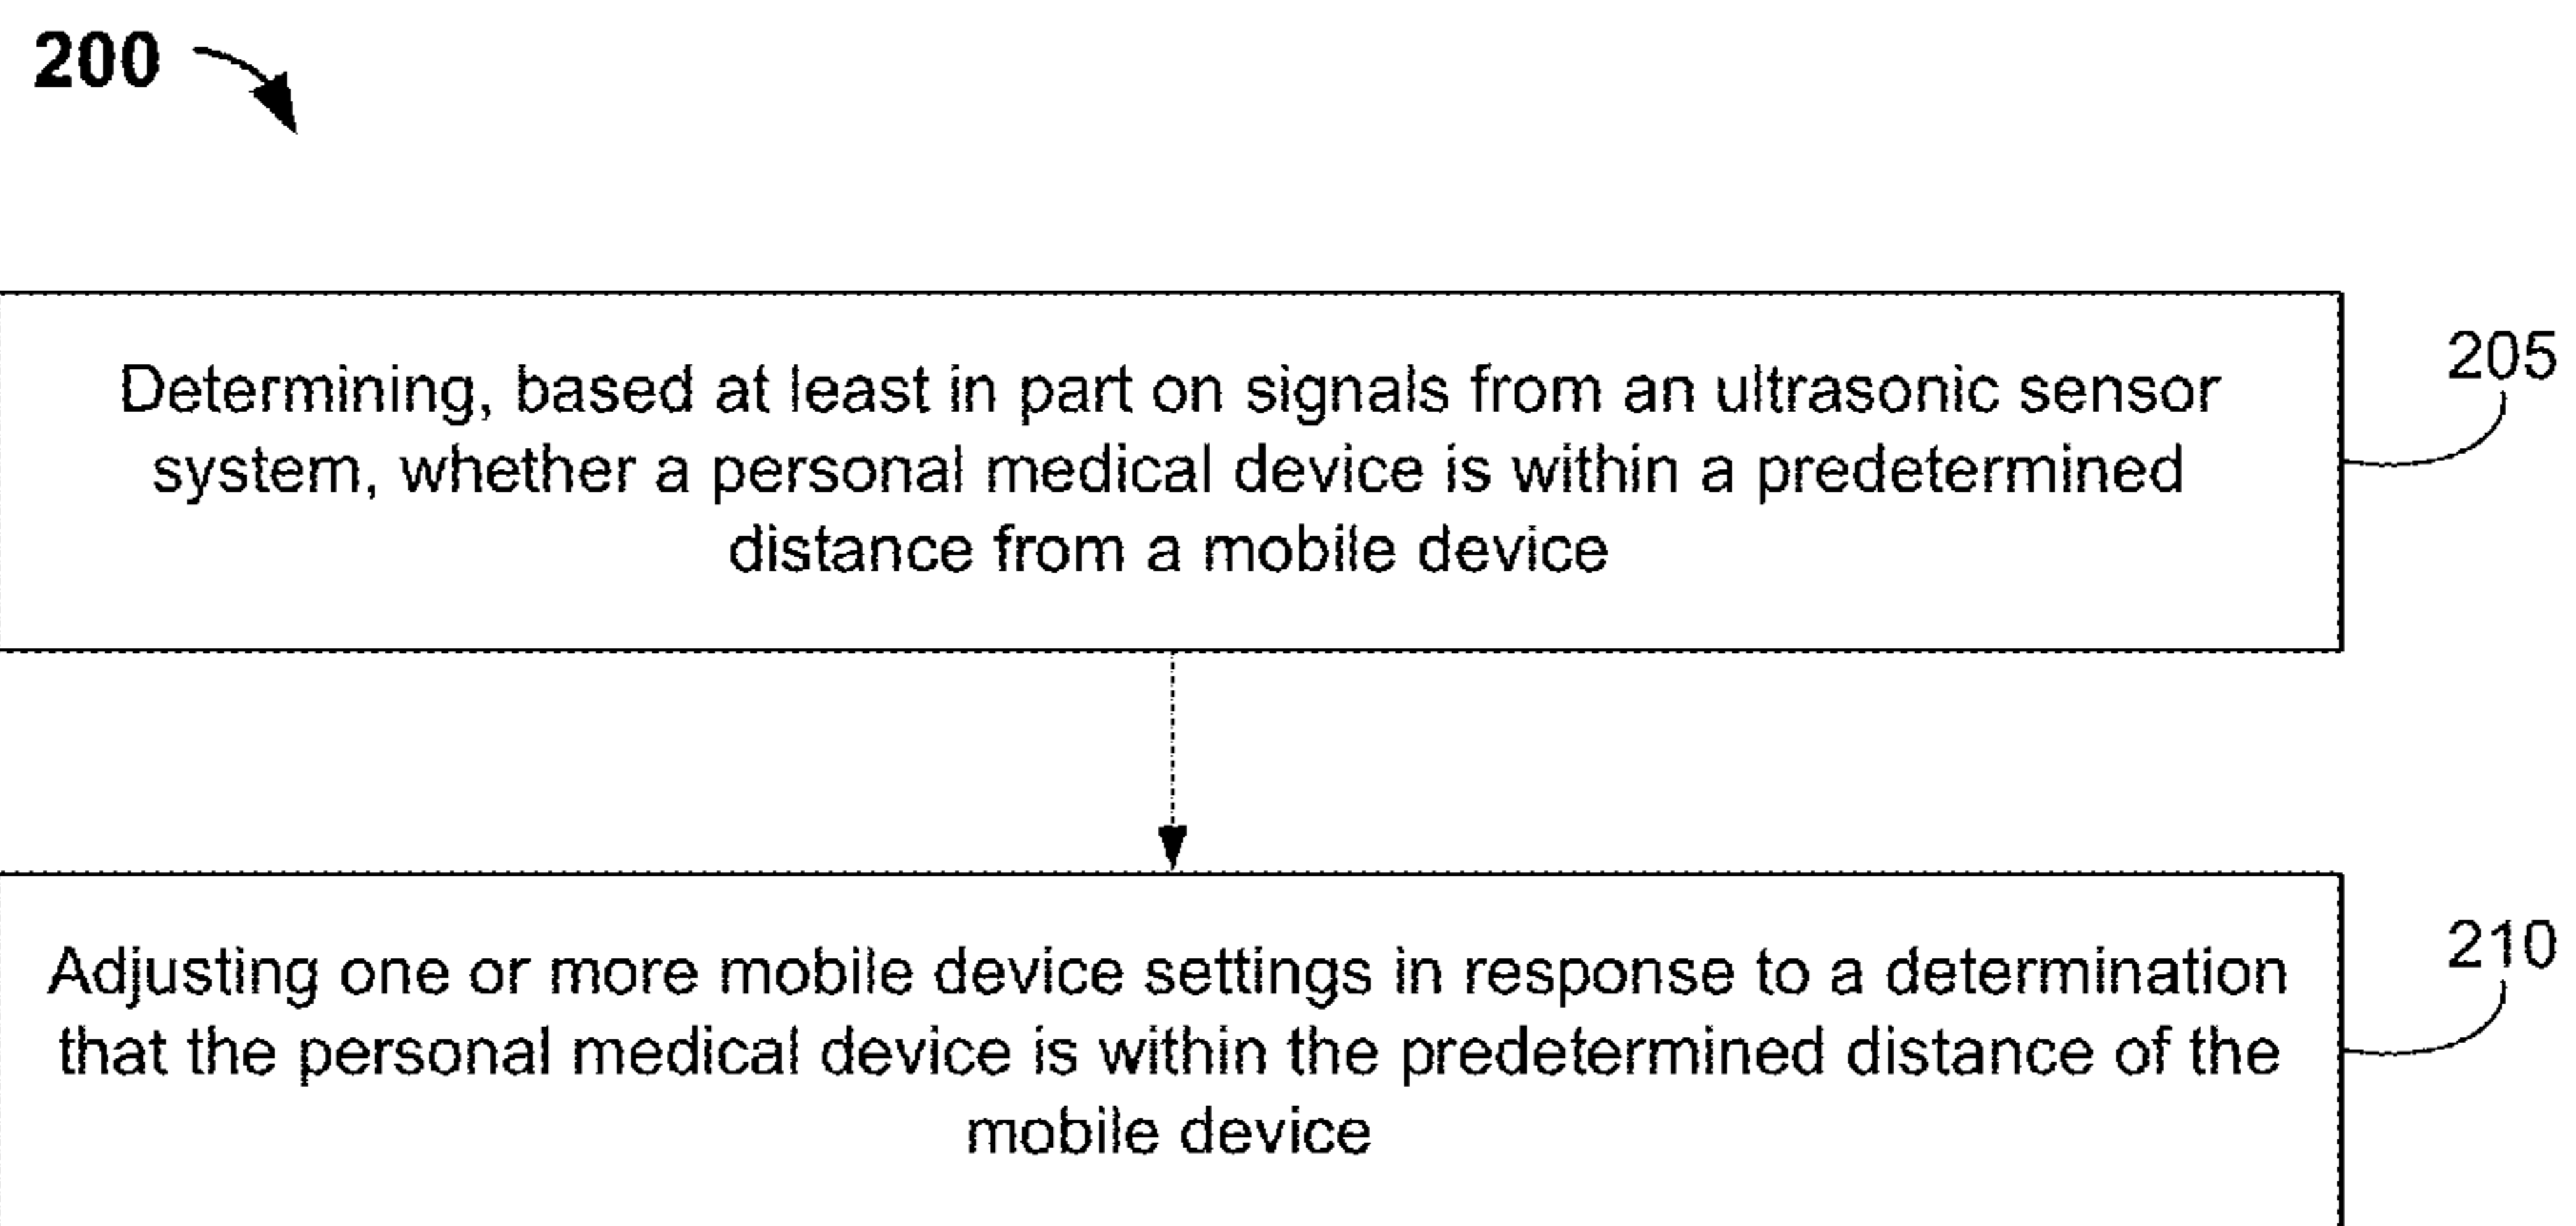 200
Determining, based at least in part on signals from an ultrasonic sensor
205
system, whether a personal medical device is within a predetermined
distance from a mobile device
Adjusting one or more mobile device settings in response to a determination
210
that the personal medical device is within the predetermined distance of the
mobile device